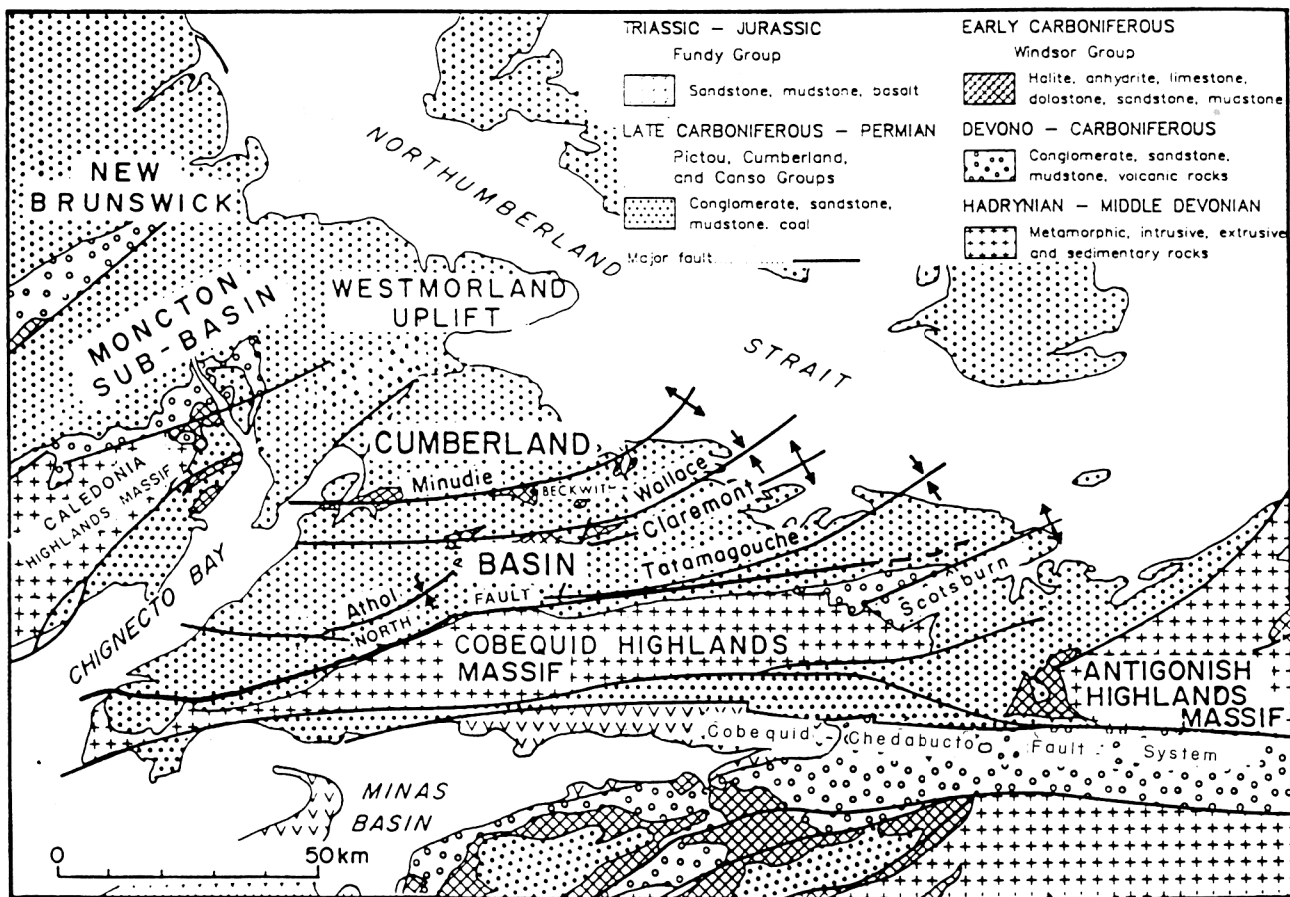 TRIASSIC – JURASSIC
Fundy Group
Sandstone, mudstone, basalt
LATE CARBONIFEROUS – PERMIAN
Pictou, Cumberland,
and Canso Groups
Conglomerate, sandstone,
mudstone, coal
Major fault
EARLY CARBONIFEROUS
Windsor Group
Halite, anhydrite, limestone,
dolostone, sandstone, mudstone
DEVONO – CARBONIFEROUS
Conglomerate, sandstone,
mudstone, volcanic rocks
HADRYNIAN – MIDDLE DEVONIAN
Metamorphic, intrusive, extrusive
and sedimentary rocks
NEW
BRUNSWICK
NORTHUMBERLAND
STRAIT
MONCTON
SUB-BASIN
WESTMORLAND
UPLIFT
CALEDONIA
HIGHLANDS MASSIF
CUMBERLAND
BASIN
Minudie
BECKWIT
Wallace
Claremont
Tatamagouche
Athol
NORTH
FAULT
Scotsburn
CHIGNECTO
BAY
COBEQUID HIGHLANDS
MASSIF
ANTIGONISH
HIGHLANDS
MASSIF
Cobequid – Chedabucto Fault System
MINAS
BASIN
0 50km